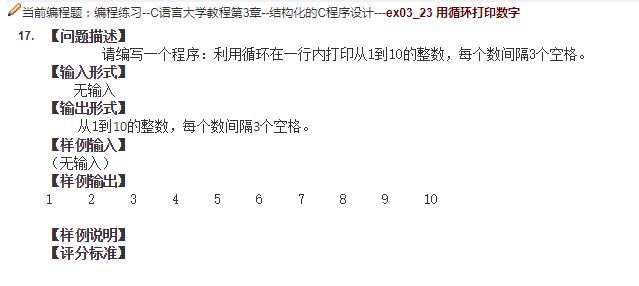 当前编程题：编程练习--C语言大学教程第3章--结构化的C程序设计---ex03_23 用循环打印数字
17. 【问题描述】
请编写一个程序：利用循环在一行内打印从1到10的整数，每个数间隔3个空格。
【输入形式】
无输入
【输出形式】
从1到10的整数，每个数间隔3个空格。
【样例输入】
（无输入）
【样例输出】
1   2   3   4   5   6   7   8   9   10
【样例说明】
【评分标准】